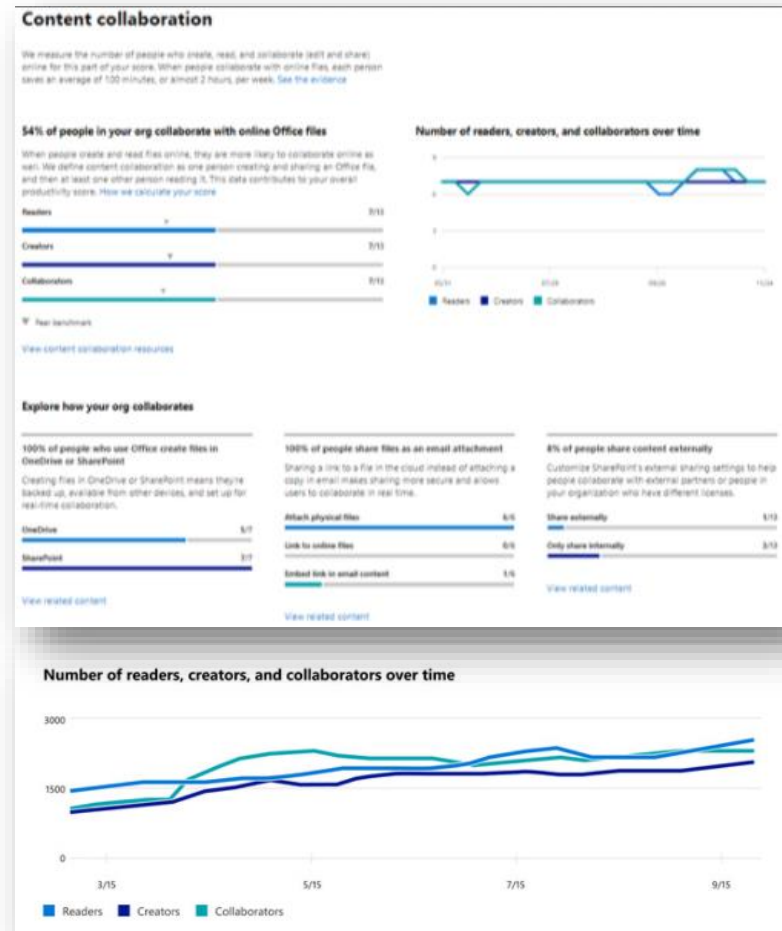 Content collaboration
We measure the number of people who create, read, and collaborate (edit and share)
online for this part of your score. When people collaborate with online files, each person
saves an average of 100 minutes, or almost 2 hours, per week. See the evidence
54% of people in your org collaborate with online Office files
When people create and read files online, they are more likely to collaborate online as
well. We define content collaboration as one person creating and sharing an Office file,
and then at least one other person reading it. This data contributes to your overall
productivity score. How we calculate your score
Readers 7/13
Creators 7/13
Collaborators 7/13
Peer benchmark
View content collaboration resources
Number of readers, creators, and collaborators over time
9
6
3
0
Readers Creators Collaborators
Explore how your org collaborates
100% of people who use Office create files in
OneDrive or SharePoint
Creating files in OneDrive or SharePoint means they're
backed up, available from other devices, and set up for
real-time collaboration.
OneDrive
SharePoint
View related content
100% of people share files as an email attachment
Sharing a link to a file in the cloud instead of attaching a
copy in email makes sharing more secure and allows
users to collaborate in real time.
Attach physical files 6/6
Link to online files 0/6
Embed link in email content 1/6
View related content
8% of people share content externally
Customize SharePoint's external sharing settings to help
people collaborate with external partners or people in
your organization who have different licenses.
Share externally
Only share internally
View related content
Number of readers, creators, and collaborators over time
3000
1500
0
3/15 5/15 7/15 9/15
Readers Creators Collaborators